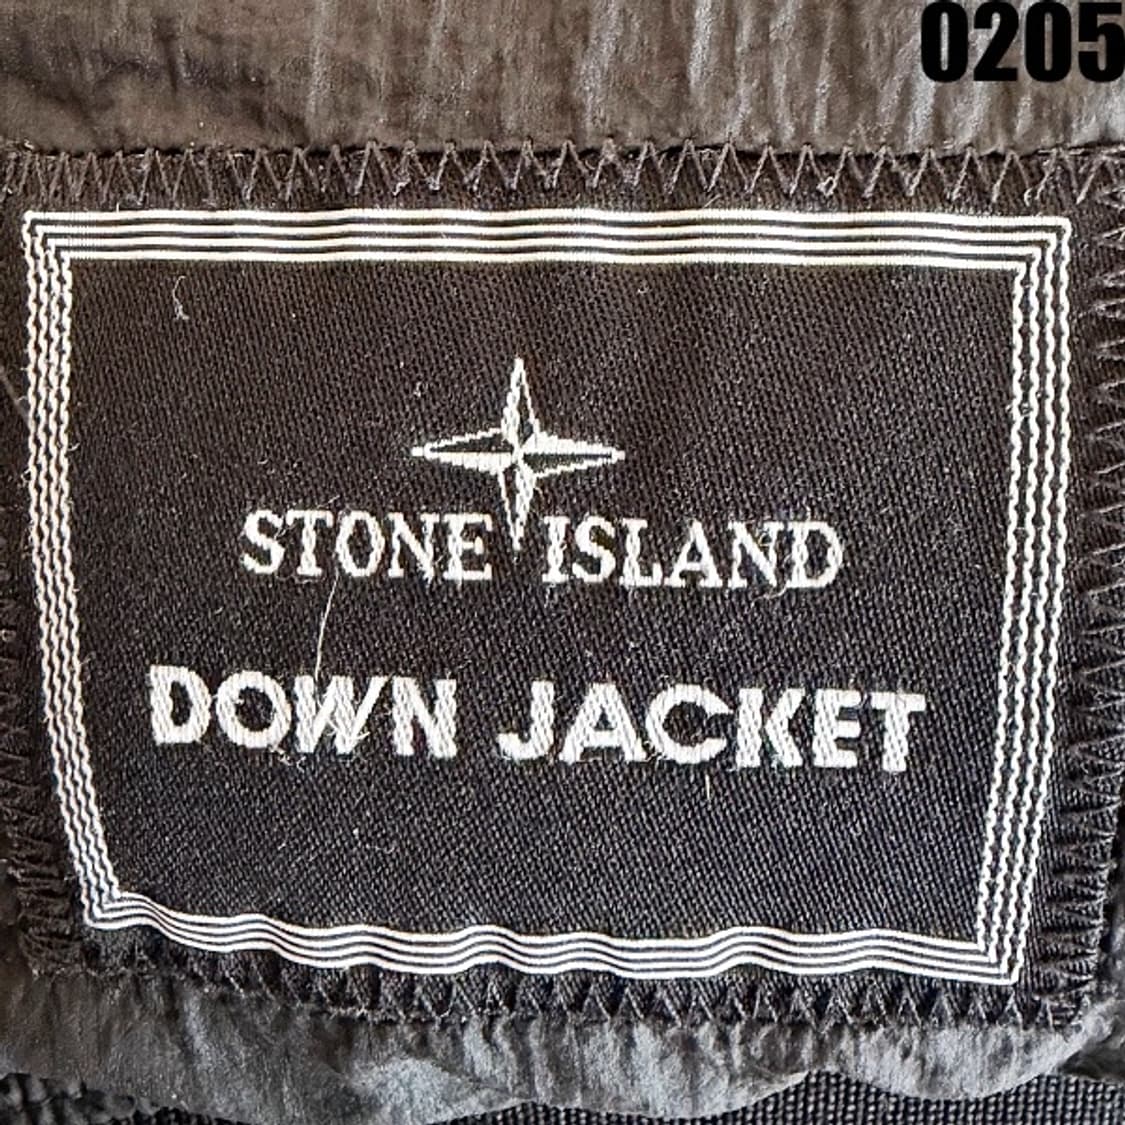 0205
STONE ISLAND
DOWN JACKET